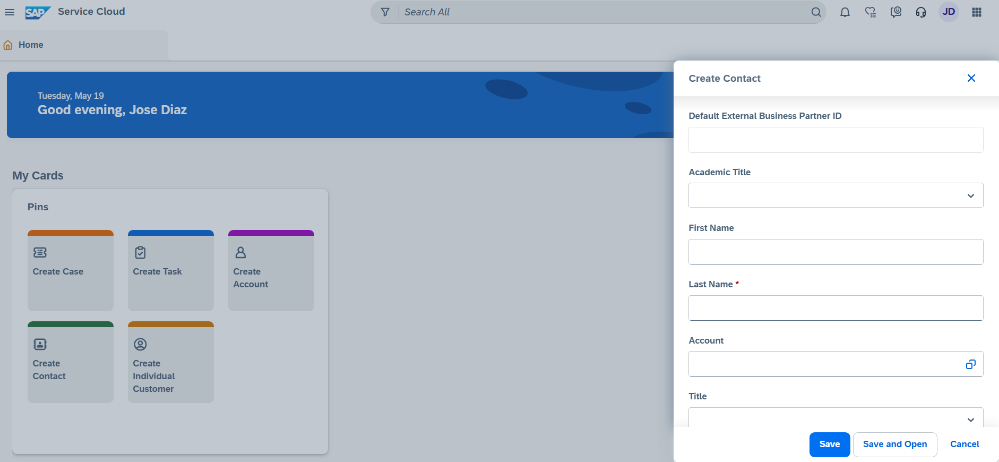 SAP Service Cloud
Search All
JD
Home
Tuesday, May 19
Good evening, Jose Diaz
My Cards
Pins
Create Case
Create Task
Create
Account
Create
Contact
Create
Individual
Customer
Create Contact
Default External Business Partner ID
Academic Title
First Name
Last Name *
Account
Title
Save
Save and Open
Cancel